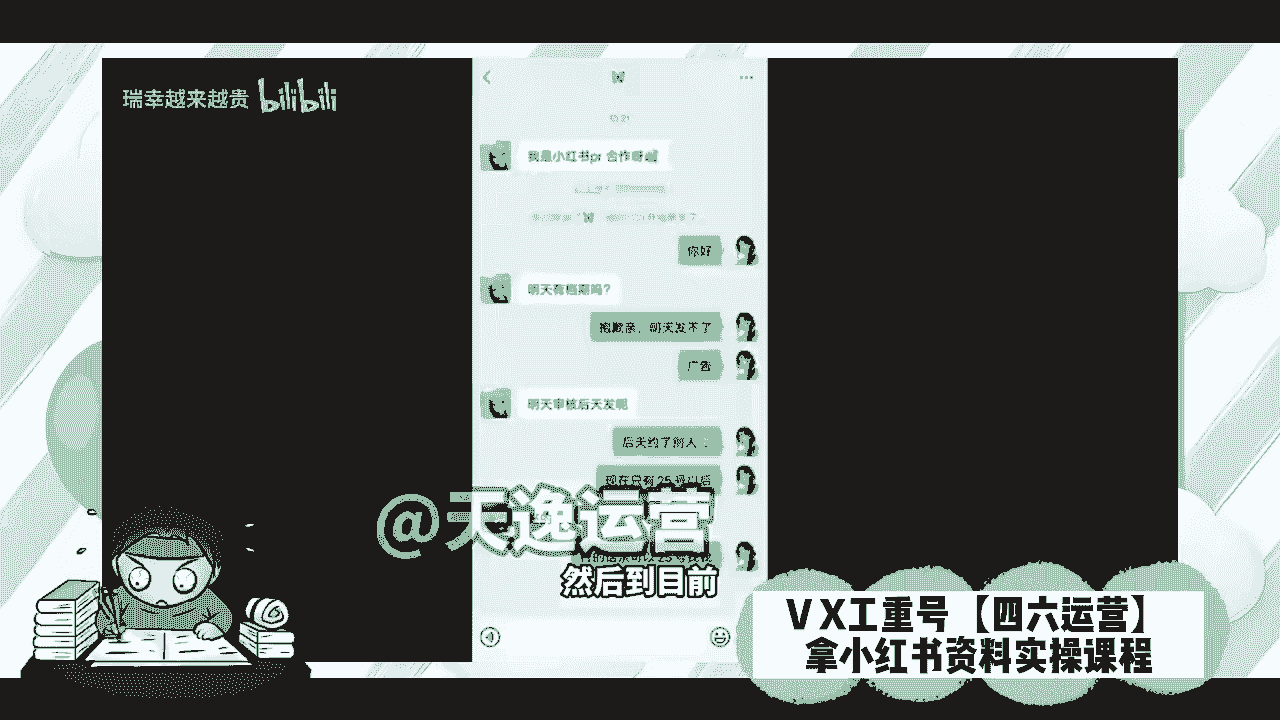 瑞幸越来越贵 bilibili
我是小红书pr 合作呀
你好
明天有档期吗?
抱歉亲，明天发不了
广告
明天审核后天发呢
后天约了别人
现在只有25号以后
@天逸运营
然后到目前
VX工重号【四六运营】
拿小红书资料实操课程